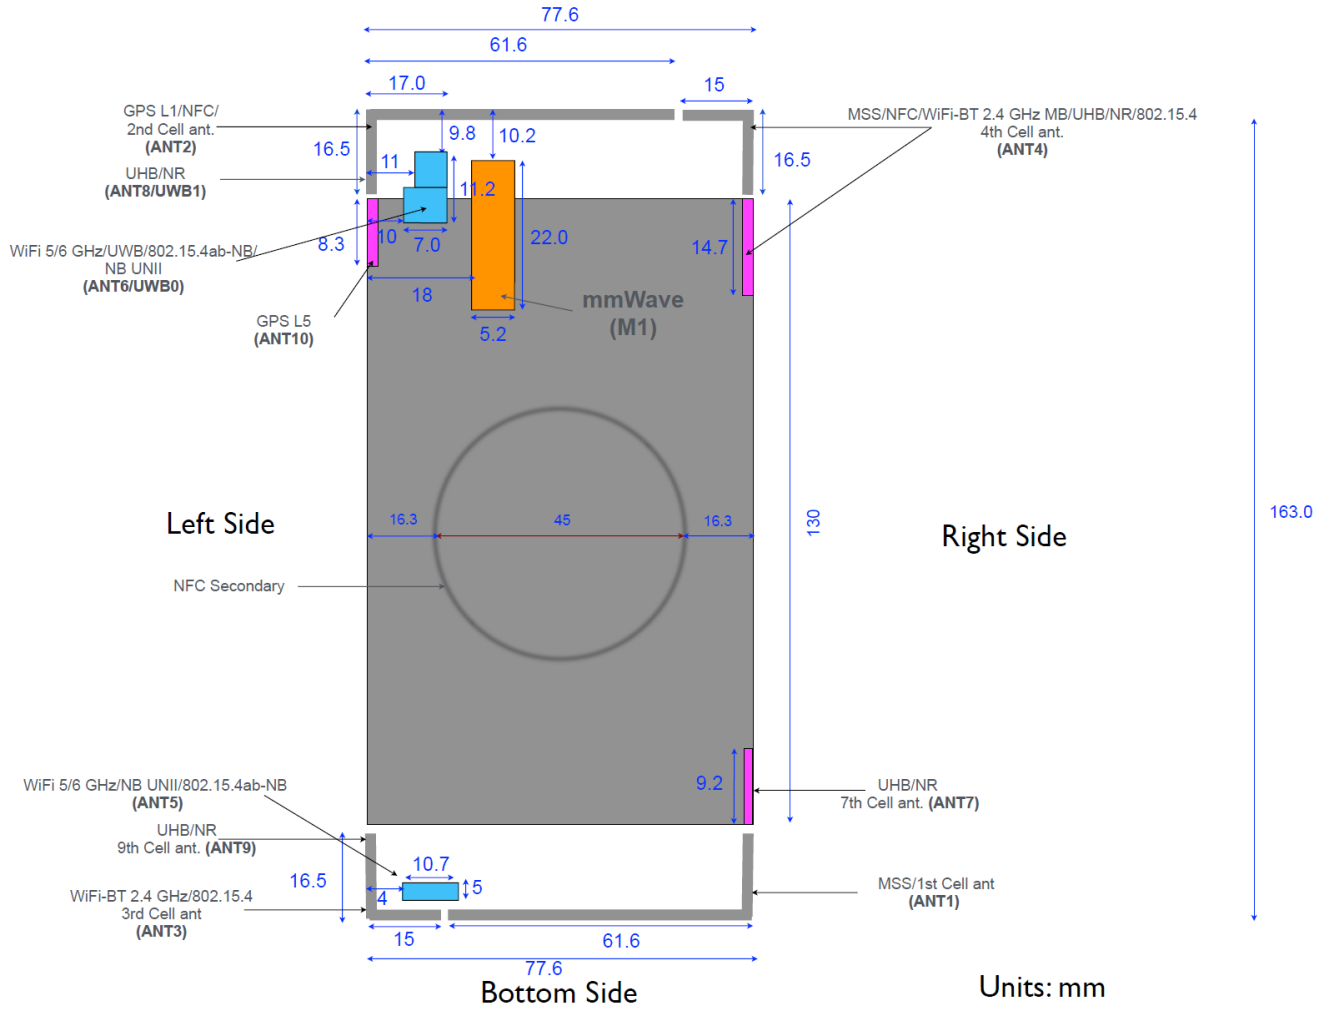 77.6
61.6
17.0
15
GPS L1/NFC/
2nd Cell ant.
(ANT2)
MSS/NFC/WiFi-BT 2.4 GHz MB/UHB/NR/802.15.4
4th Cell ant.
(ANT4)
9.8
10.2
16.5
16.5
11
UHB/NR
(ANT8/UWB1)
11.2
10
7.0
8.3
22.0
14.7
WiFi 5/6 GHz/UWB/802.15.4ab-NB/
NB UNII
(ANT6/UWB0)
18
mmWave
(M1)
GPS L5
(ANT10)
5.2
Left Side
16.3
45
16.3
130
163.0
Right Side
NFC Secondary
WiFi 5/6 GHz/NB UNII/802.15.4ab-NB
(ANT5)
9.2
UHB/NR
7th Cell ant. (ANT7)
UHB/NR
9th Cell ant. (ANT9)
10.7
16.5
5
4
WiFi-BT 2.4 GHz/802.15.4
3rd Cell ant
(ANT3)
MSS/1st Cell ant
(ANT1)
15
61.6
77.6
Bottom Side
Units: mm